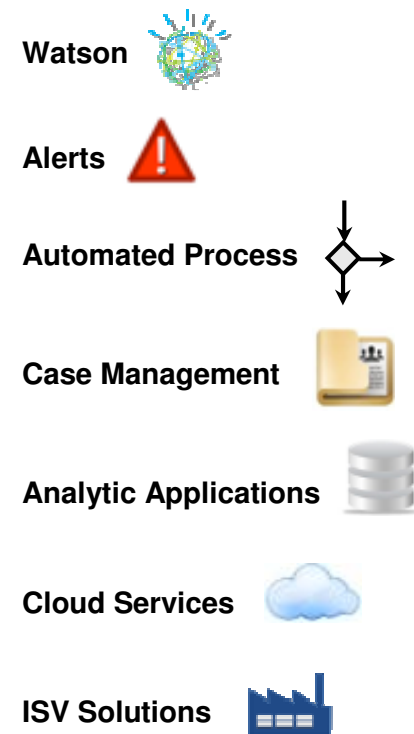 Watson
Alerts
Automated Process
Case Management
Analytic Applications
Cloud Services
ISV Solutions